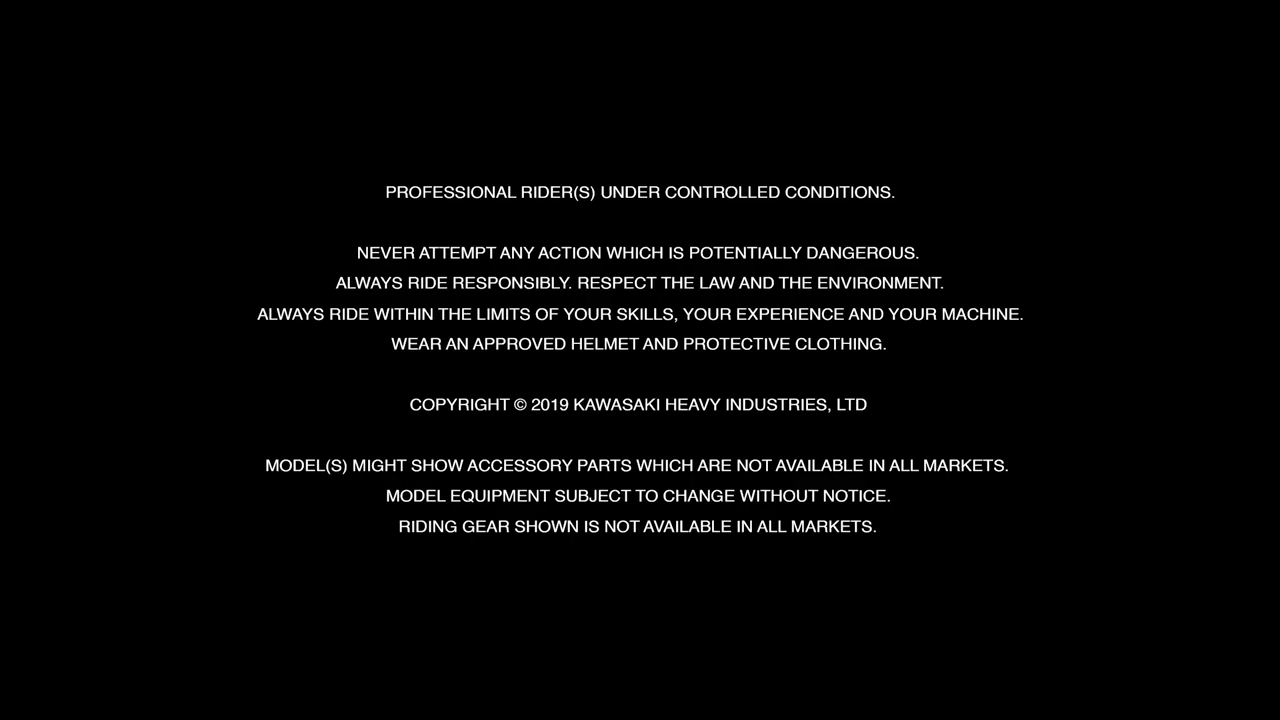 PROFESSIONAL RIDER(S) UNDER CONTROLLED CONDITIONS.
NEVER ATTEMPT ANY ACTION WHICH IS POTENTIALLY DANGEROUS.
ALWAYS RIDE RESPONSIBLY. RESPECT THE LAW AND THE ENVIRONMENT.
ALWAYS RIDE WITHIN THE LIMITS OF YOUR SKILLS, YOUR EXPERIENCE AND YOUR MACHINE.
WEAR AN APPROVED HELMET AND PROTECTIVE CLOTHING.
COPYRIGHT © 2019 KAWASAKI HEAVY INDUSTRIES, LTD
MODEL(S) MIGHT SHOW ACCESSORY PARTS WHICH ARE NOT AVAILABLE IN ALL MARKETS.
MODEL EQUIPMENT SUBJECT TO CHANGE WITHOUT NOTICE.
RIDING GEAR SHOWN IS NOT AVAILABLE IN ALL MARKETS.